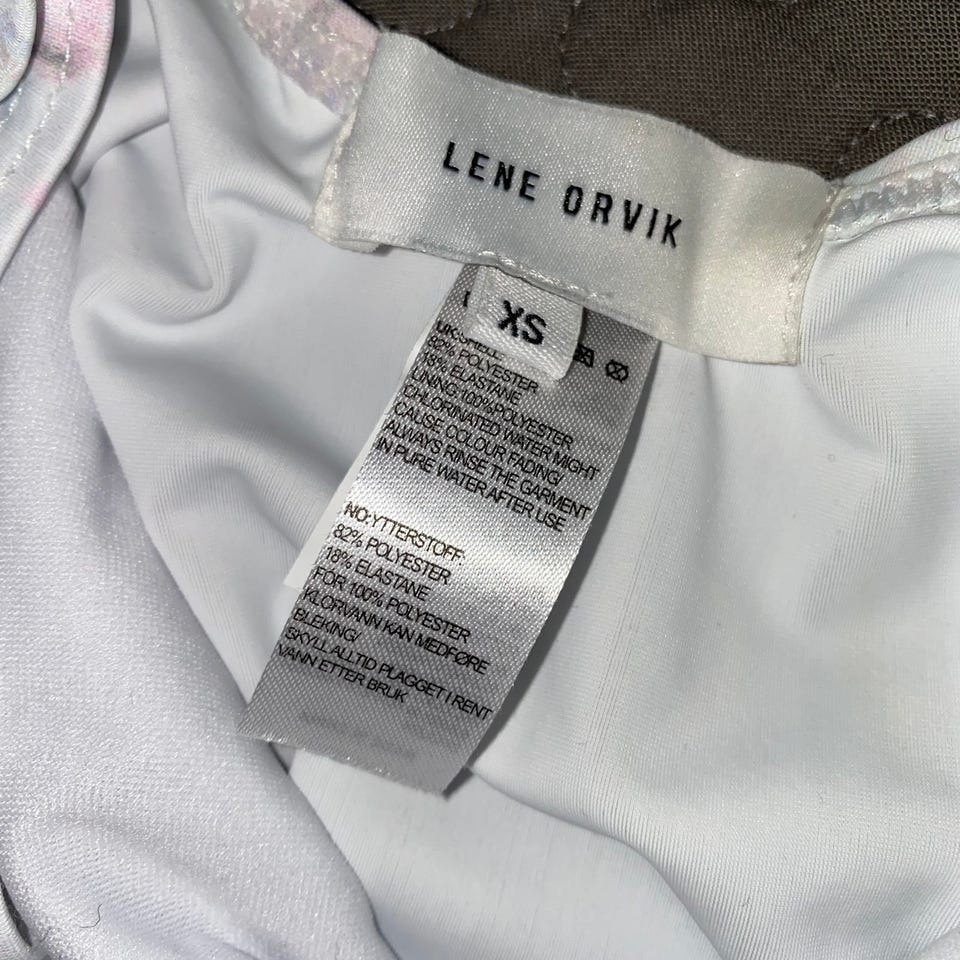 LENE ORVIK
XS
UK:SHELL
82% POLYESTER
18% ELASTANE
LINING:100%POLYESTER
CHLORINATED WATER MIGHT
CAUSE COLOUR FADING/
ALWAYS RINSE THE GARMENT
IN PURE WATER AFTER USE
NO:YTTERSTOFF:
82% POLYESTER
18% ELASTANE
FOR 100% POLYESTER
KLORVANN KAN MEDFØRE
BLEKING/
SKYLL ALLTID PLAGGET I RENT
VANN ETTER BRUK